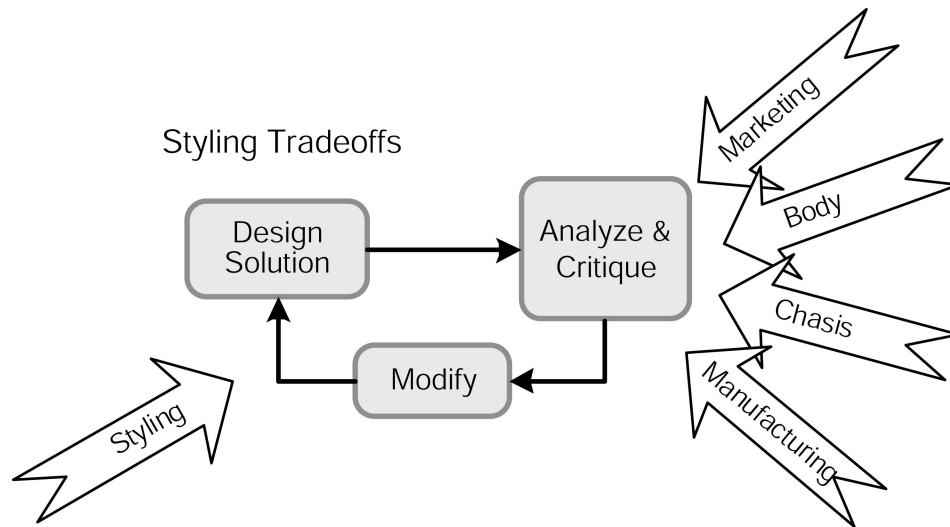 Styling Tradeoffs
Design
Solution
Analyze &
Critique
Modify
Styling
Marketing
Body
Chasis
Manufacturing